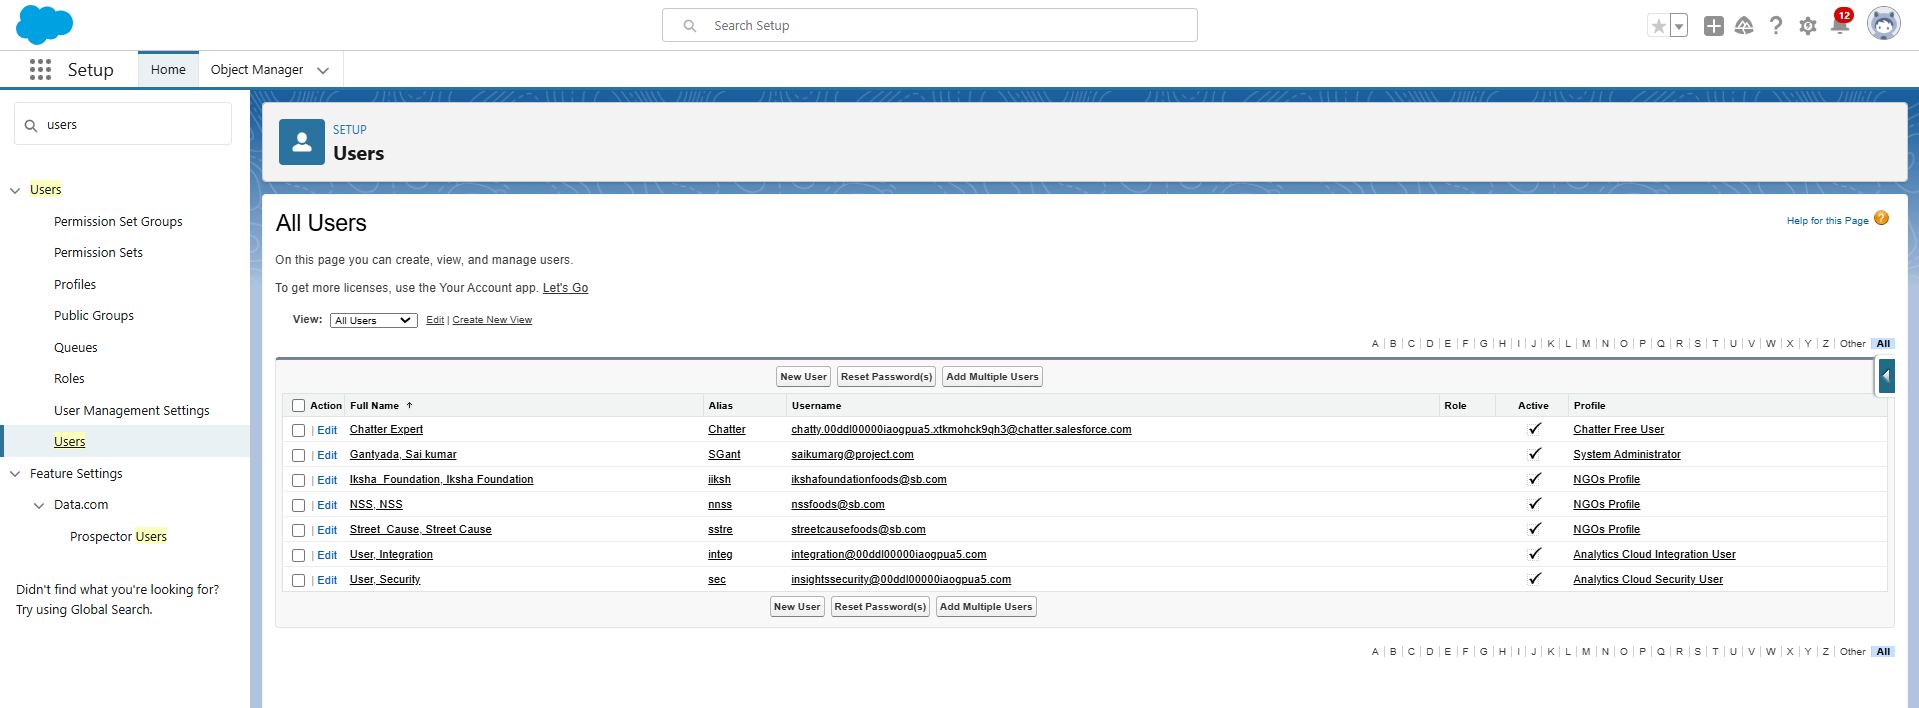 Search Setup
12
Setup
Home
Object Manager
users
Users
Permission Set Groups
Permission Sets
Profiles
Public Groups
Queues
Roles
User Management Settings
Users
Feature Settings
Data.com
Prospector Users
Didn't find what you're looking for?
Try using Global Search.
SETUP
Users
All Users
Help for this Page ?
On this page you can create, view, and manage users.
To get more licenses, use the Your Account app. Let's Go
View: All Users Edit | Create New View
A | B | C | D | E | F | G | H | I | J | K | L | M | N | O | P | Q | R | S | T | U | V | W | X | Y | Z | Other | All
New User Reset Password(s) Add Multiple Users
Action Full Name ↑ Alias Username Role Active Profile
| Edit Chatter Expert Chatter chatty.00ddl00000iaogpua5.xtkmohck9qh3@chatter.salesforce.com ✓ Chatter Free User
| Edit Gantyada, Sai kumar SGant saikumarg@project.com ✓ System Administrator
| Edit Iksha_Foundation, Iksha Foundation iiksh ikshafoundationfoods@sb.com ✓ NGOs Profile
| Edit NSS, NSS nnss nssfoods@sb.com ✓ NGOs Profile
| Edit Street_Cause, Street Cause sstre streetcausefoods@sb.com ✓ NGOs Profile
| Edit User, Integration integ integration@00ddl00000iaogpua5.com ✓ Analytics Cloud Integration User
| Edit User, Security sec insightssecurity@00ddl00000iaogpua5.com ✓ Analytics Cloud Security User
New User Reset Password(s) Add Multiple Users
A | B | C | D | E | F | G | H | I | J | K | L | M | N | O | P | Q | R | S | T | U | V | W | X | Y | Z | Other | All